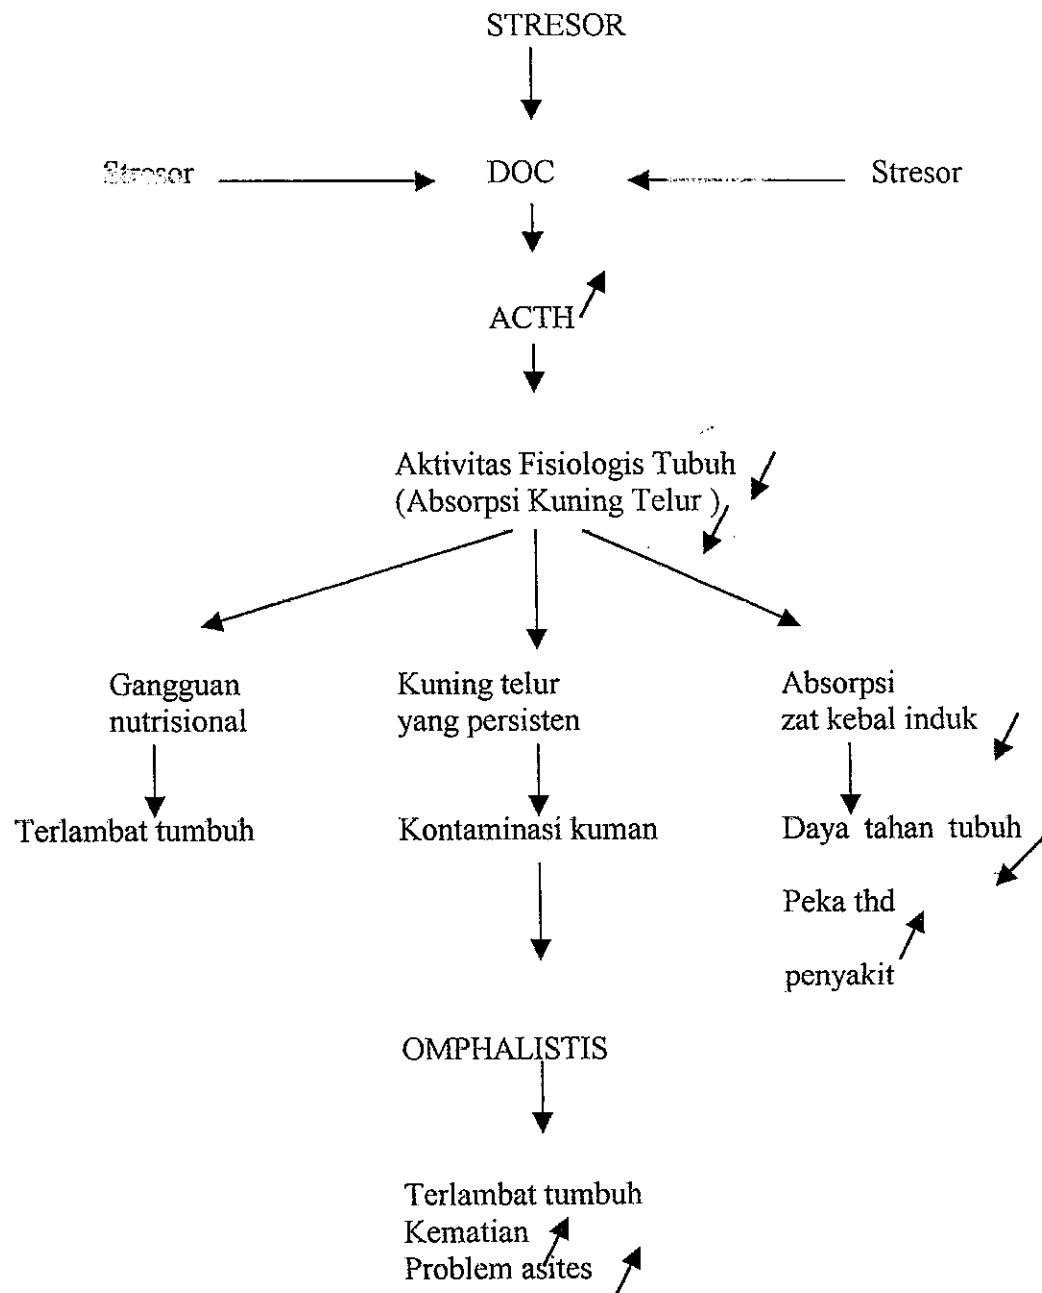 STRESOR
Stresor
DOC
Stresor
ACTH
Aktivitas Fisiologis Tubuh
(Absorpsi Kuning Telur )
Gangguan
nutrisional
Kuning telur
yang persisten
Absorpsi
zat kebal induk
Terlambat tumbuh
Kontaminasi kuman
Daya tahan tubuh
Peka thd
penyakit
OMPHALISTIS
Terlambat tumbuh
Kematian
Problem asites